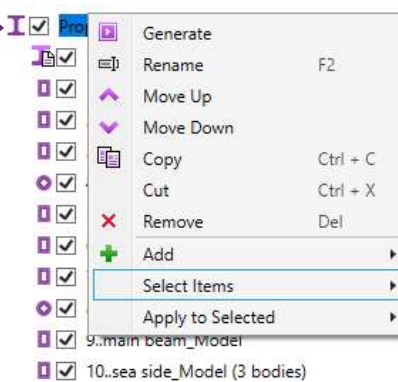 Generate
Rename F2
Move Up
Move Down
Copy Ctrl + C
Cut Ctrl + X
Remove Del
Add
Select Items
Apply to Selected
9..main beam_Model
10..sea side_Model (3 bodies)